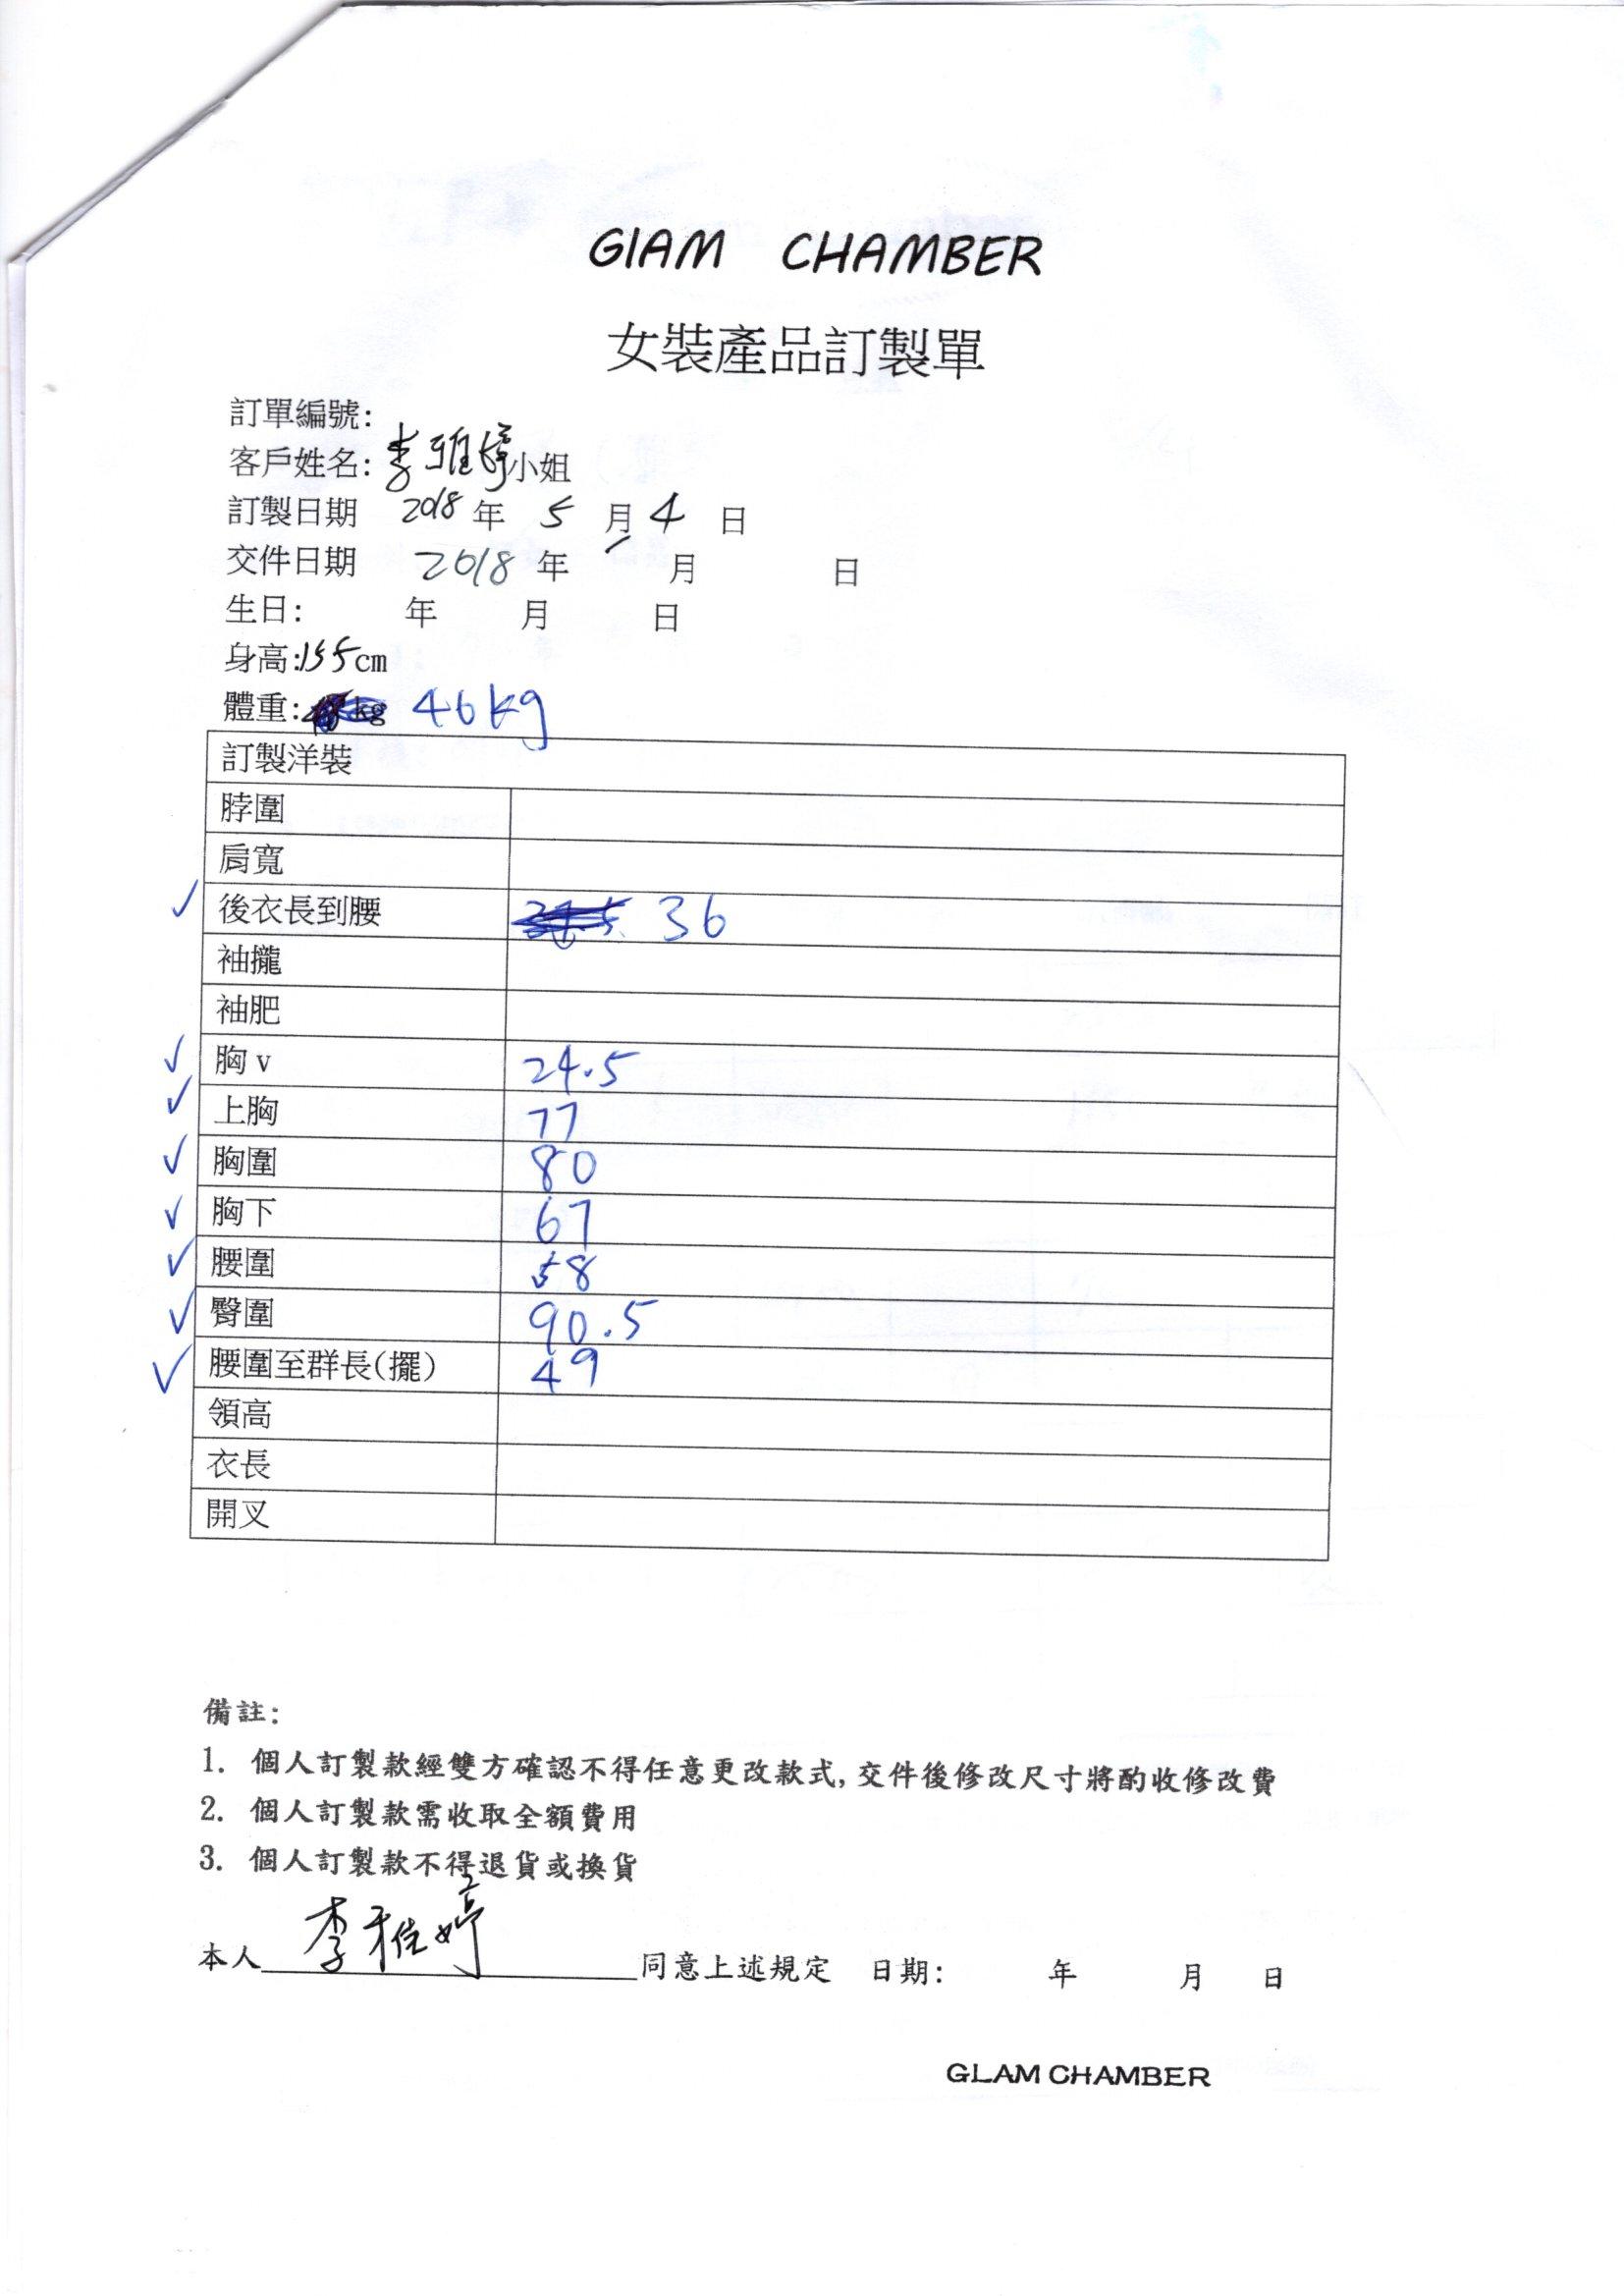 GIAM CHAMBER
女裝產品訂製單
訂單編號:
客戶姓名: 李雅婷小姐
訂製日期 2018 年 5 月 4 日
交件日期 2018 年 月 日
生日: 年 月 日
身高:155cm
體重: kg 46kg
訂製洋裝
脖圍
肩寬
後衣長到腰 36
袖攏
袖肥
胸v 24.5
上胸 77
胸圍 80
胸下 67
腰圍 58
臀圍 90.5
腰圍至群長(擺) 49
領高
衣長
開叉
備註:
1. 個人訂製款經雙方確認不得任意更改款式,交件後修改尺寸將酌收修改費
2. 個人訂製款需收取全額費用
3. 個人訂製款不得退貨或換貨
本人 李雅婷 同意上述規定 日期: 年 月 日
GLAM CHAMBER